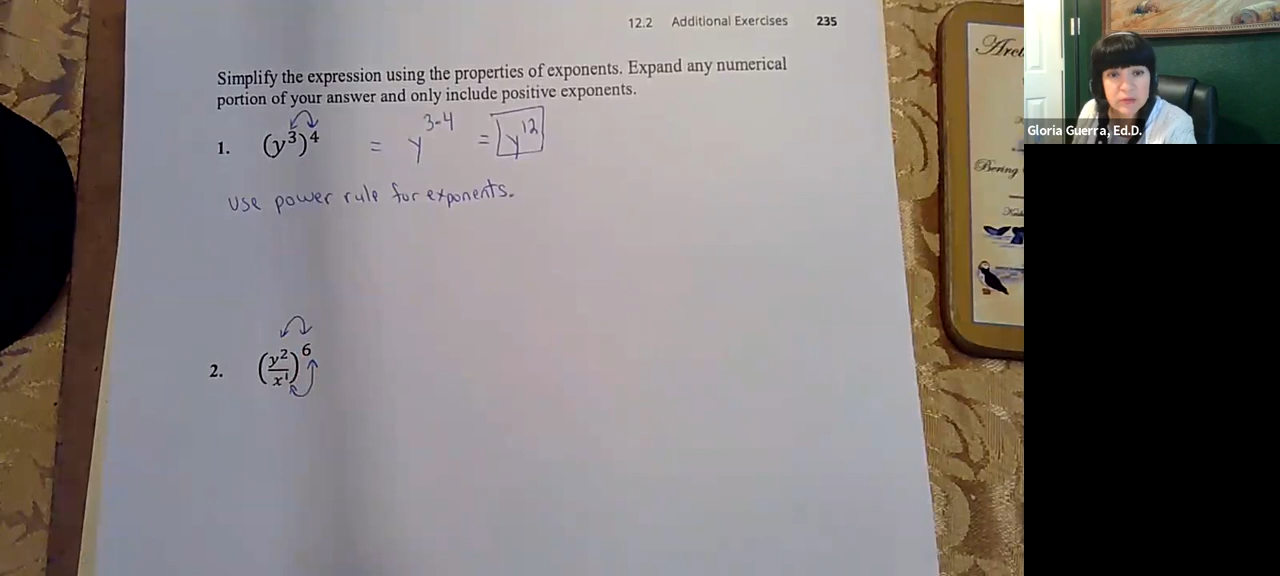 12.2 Additional Exercises 235
Simplify the expression using the properties of exponents. Expand any numerical
portion of your answer and only include positive exponents.
1. (y³)⁴ = y³·⁴ = y¹²
Use power rule for exponents.
2. (y²/x¹)⁶
Gloria Guerra, Ed.D.
Bering